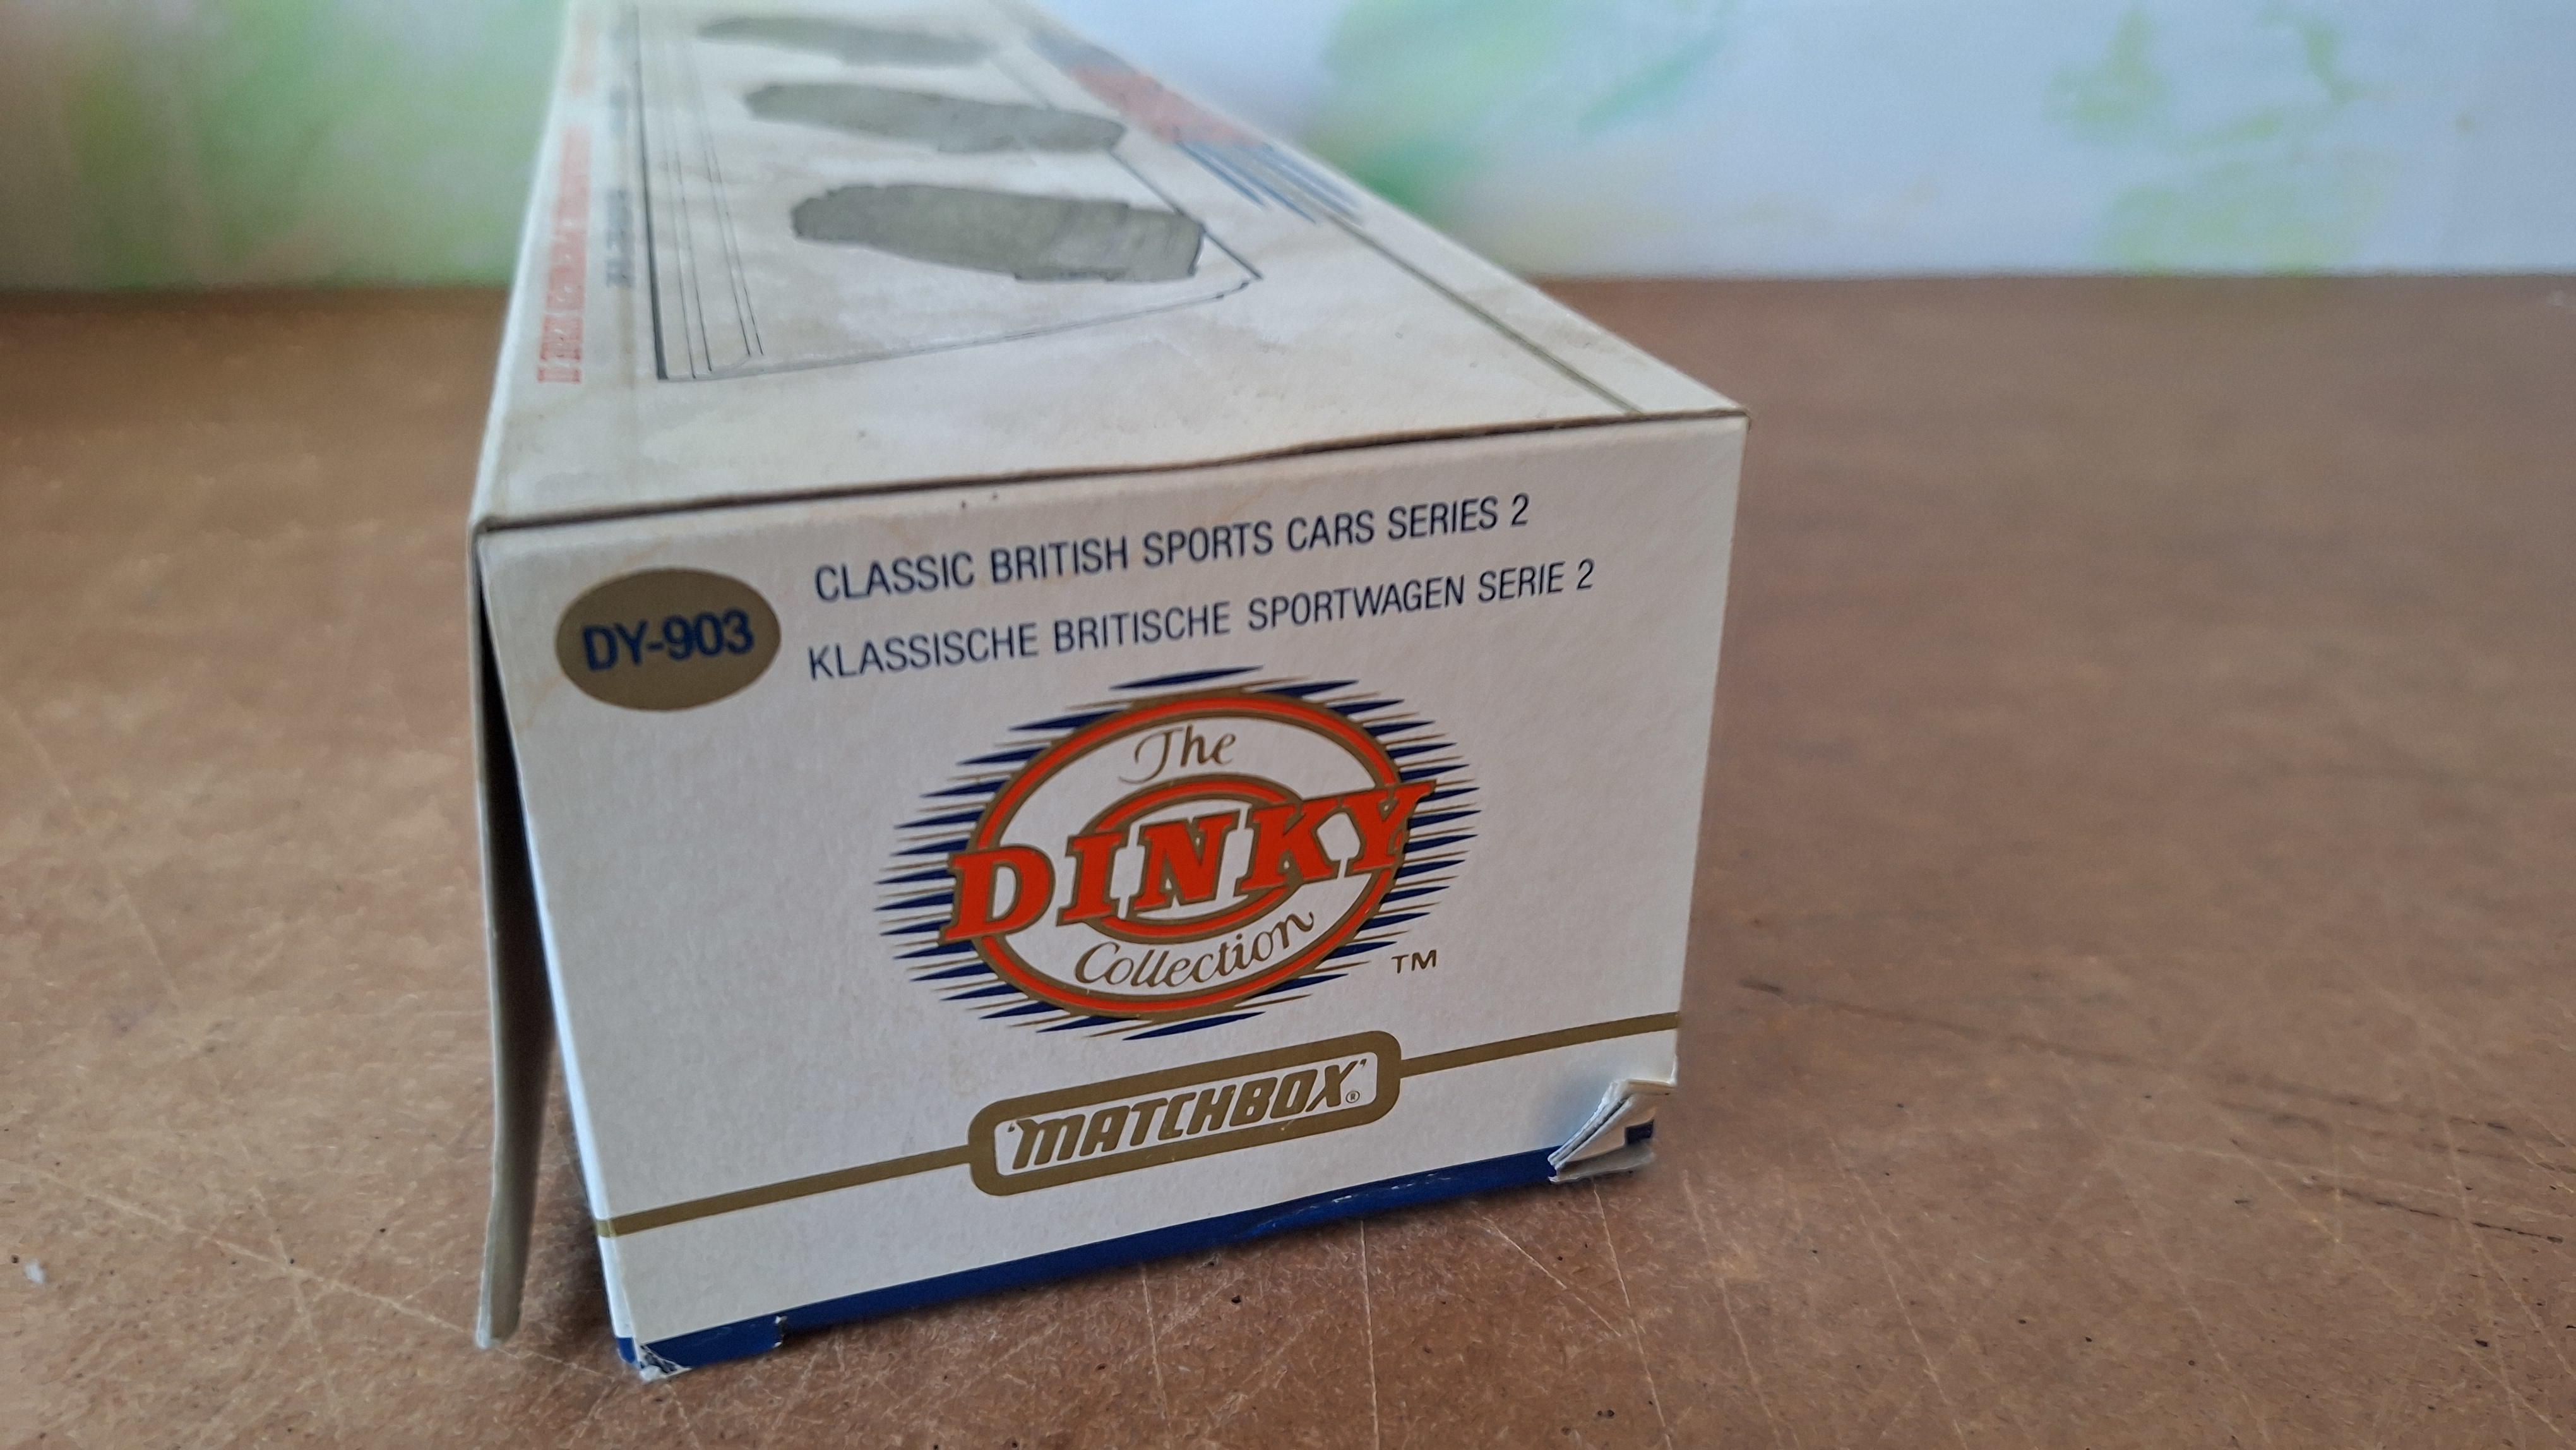 CLASSIC BRITISH SPORTS CARS SERIES 2
DY-903
KLASSISCHE BRITISCHE SPORTWAGEN SERIE 2
The
DINKY
Collection
TM
'MATCHBOX'®